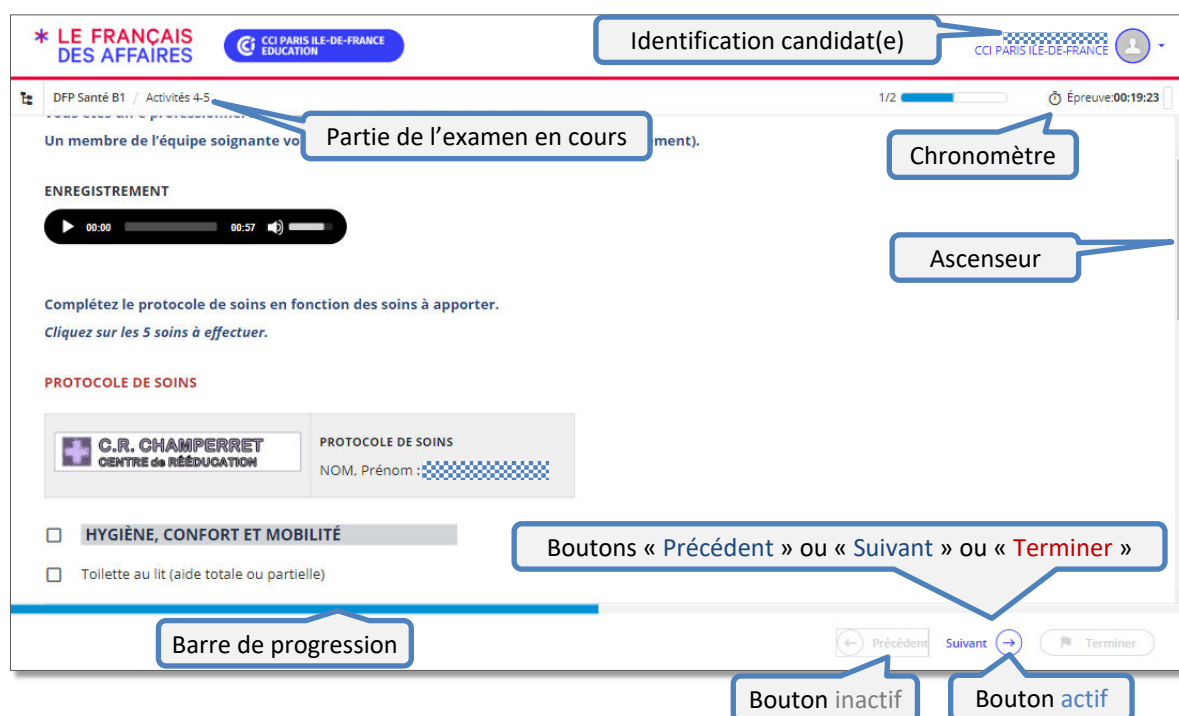 * LE FRANÇAIS
DES AFFAIRES
CCI PARIS ILE-DE-FRANCE
EDUCATION
Identification candidat(e)
CCI PARIS ILE-DE-FRANCE
DFP Santé B1 / Activités 4-5
1/2
Épreuve:00:19:23
Partie de l'examen en cours
Chronomètre
Un membre de l'équipe soignante
ENREGISTREMENT
00:00 00:57
Ascenseur
Complétez le protocole de soins en fonction des soins à apporter.
Cliquez sur les 5 soins à effectuer.
PROTOCOLE DE SOINS
C.R. CHAMPERRET
CENTRE de RÉÉDUCATION
PROTOCOLE DE SOINS
NOM, Prénom :
HYGIÈNE, CONFORT ET MOBILITÉ
Toilette au lit (aide totale ou partielle)
Boutons « Précédent » ou « Suivant » ou « Terminer »
Barre de progression
Précédent Suivant Terminer
Bouton inactif
Bouton actif